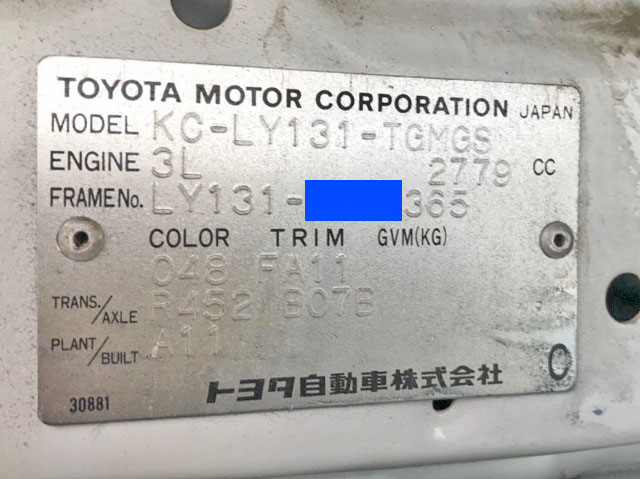 TOYOTA MOTOR CORPORATION JAPAN
MODEL KC-LY131-TGMGS
ENGINE 3L 2779 CC
FRAME No. LY131- 365
COLOR TRIM GVM(KG)
048 FA11
TRANS./AXLE R452 B07B
PLANT/BUILT A11
トヨタ自動車株式会社 C
30881